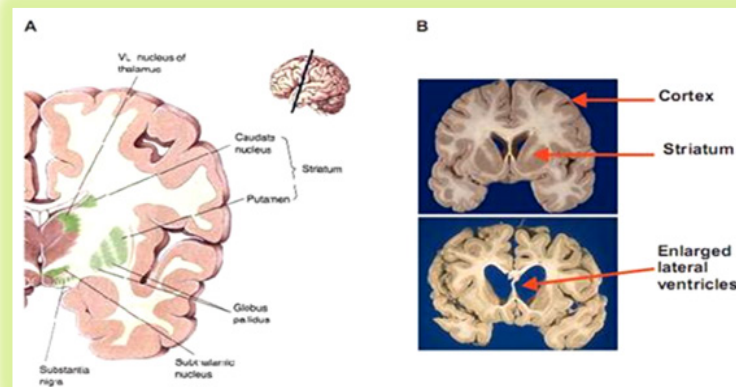 A
VL nucleus of
thalamus
Caudate
nucleus
Striatum
Putamen
Globus
pallidus
Subthalamic
nucleus
Substantia
nigra
B
Cortex
Striatum
Enlarged
lateral
ventricles